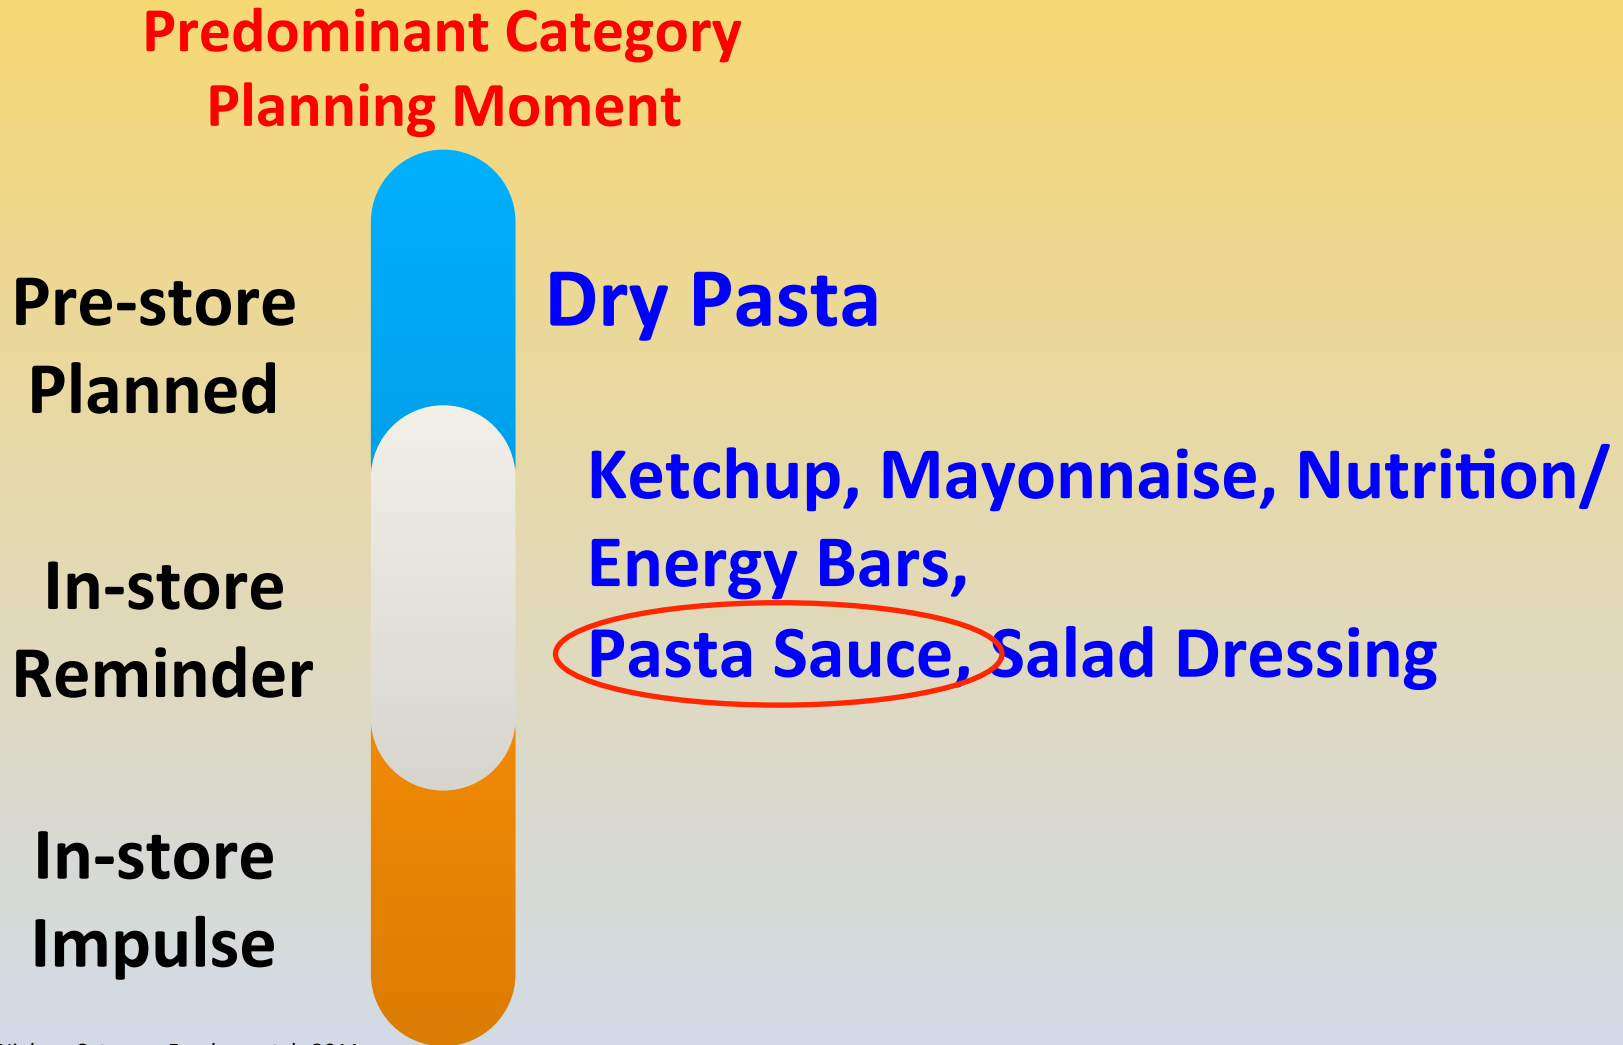 Predominant Category
Planning Moment
Pre-store
Planned
Dry Pasta
Ketchup, Mayonnaise, Nutrition/
Energy Bars,
Pasta Sauce, Salad Dressing
In-store
Reminder
In-store
Impulse